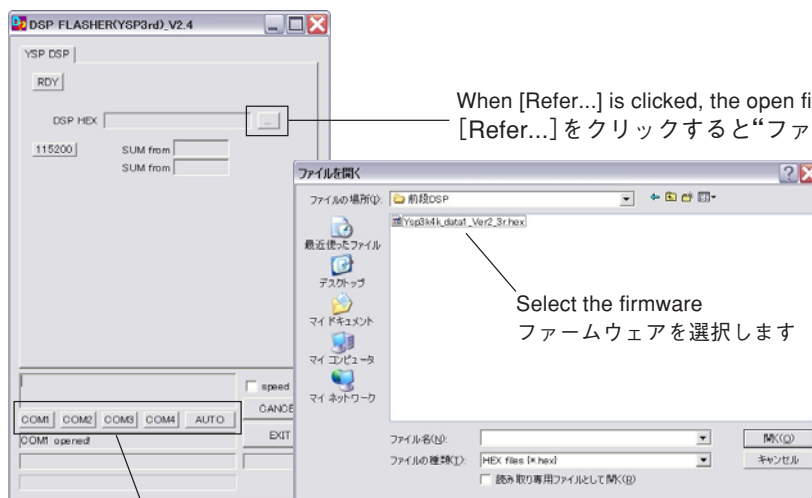 DSP FLASHER(YSP3rd)_V2.4
YSP DSP
RDY
When [Refer...] is clicked, the open fi
[Refer...]をクリックすると“ファ
DSP HEX
...
115200
SUM from
SUM from
ファイルを開く
ファイルの場所(I):
前段DSP
Ysp3k4k_data1_Ver2_3r.hex
最近使ったファイル
デスクトップ
マイ ドキュメント
マイ コンピュータ
マイ ネットワーク
Select the firmware
ファームウェアを選択します
speed
CANCE
COM1 COM2 COM3 COM4 AUTO
COM1 opened!
EXIT
ファイル名(N):
開く(O)
ファイルの種類(T):
HEX files (*.hex)
キャンセル
読み取り専用ファイルとして開く(R)